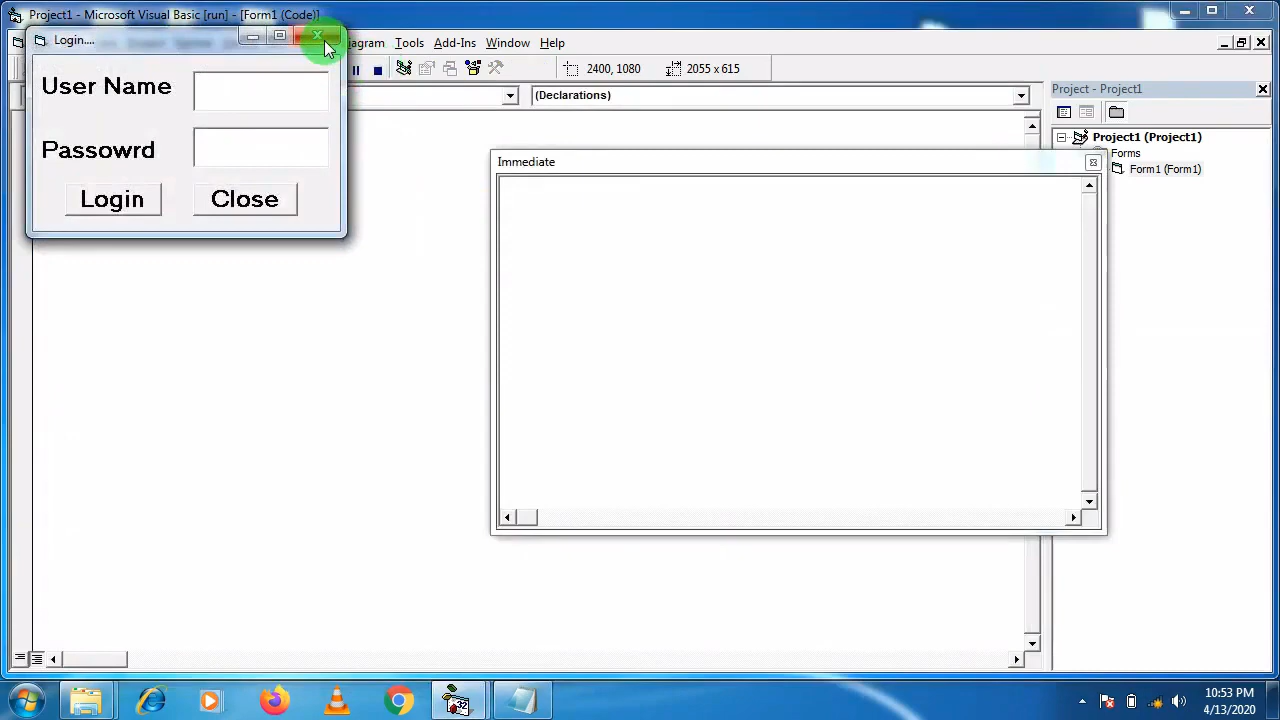 Project1 - Microsoft Visual Basic [run] - [Form1 (Code)]
Login....
iagram Tools Add-Ins Window Help
2400, 1080 2055 x 615
(Declarations)
Project - Project1
Project1 (Project1)
Forms
Form1 (Form1)
User Name
Passowrd
Login Close
Immediate
32
10:53 PM
4/13/2020